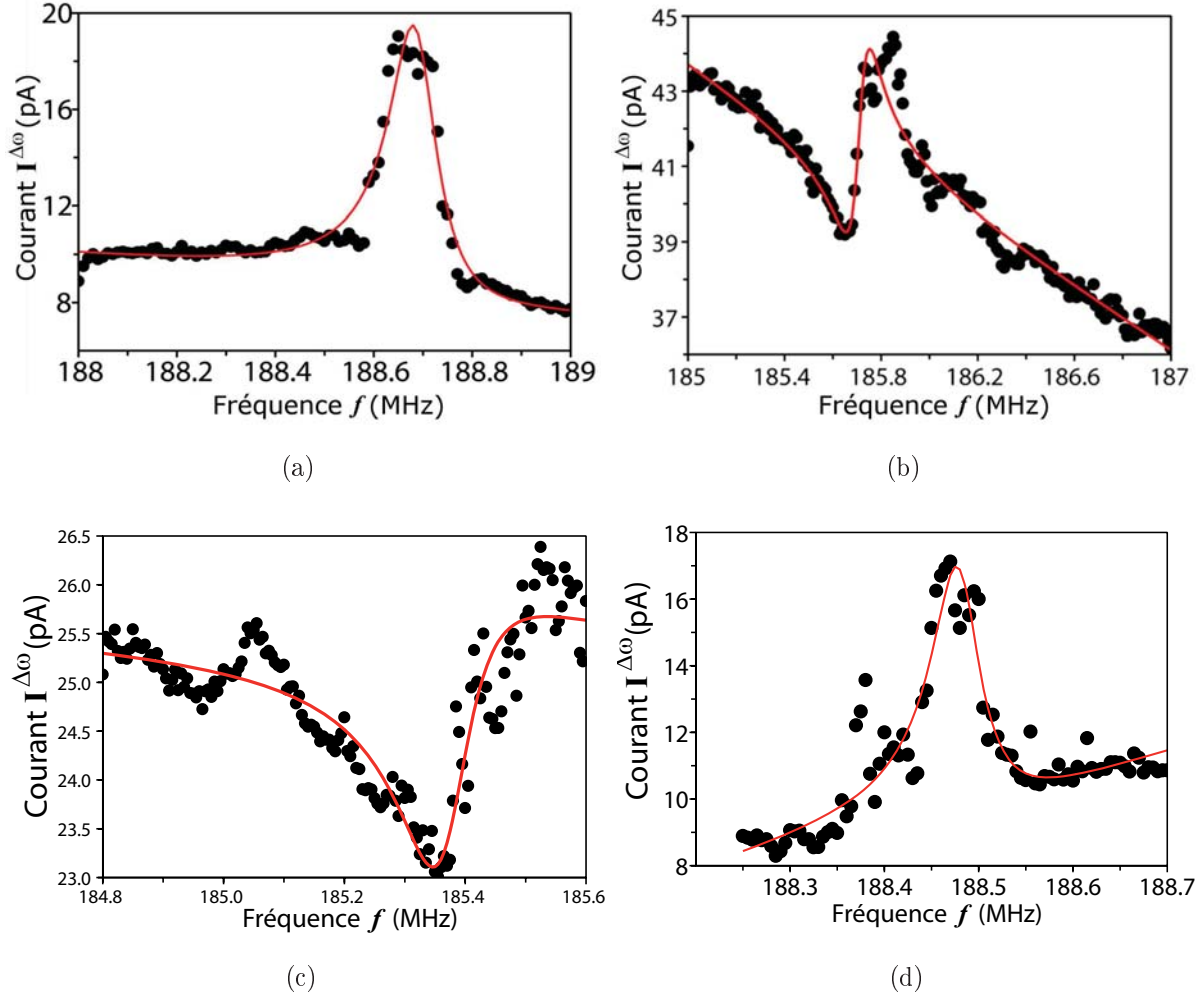 20
16
12
8
Courant I^Δω (pA)
188 188.2 188.4 188.6 188.8 189
Fréquence f (MHz)
(a)
45
43
41
39
37
Courant I^Δω (pA)
185 185.4 185.8 186.2 186.6 187
Fréquence f (MHz)
(b)
26.5
26.0
25.5
25.0
24.5
24.0
23.5
23.0
Courant I^Δω (pA)
184.8 185.0 185.2 185.4 185.6
Fréquence f (MHz)
(c)
18
16
14
12
10
8
Courant I^Δω (pA)
188.3 188.4 188.5 188.6 188.7
Fréquence f (MHz)
(d)